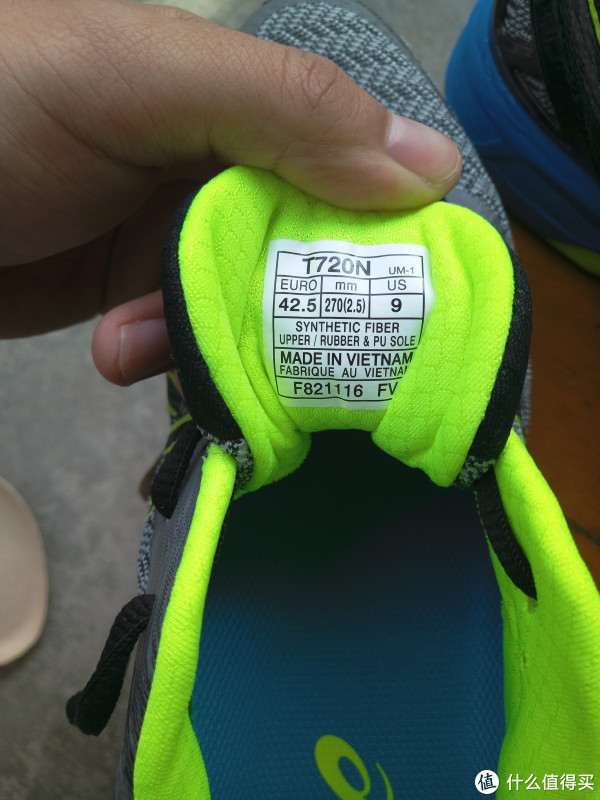 T720N UM-1
EURO mm US
42.5 270(2.5) 9
SYNTHETIC FIBER
UPPER / RUBBER & PU SOLE
MADE IN VIETNAM
FABRIQUE AU VIETNAM
F821116 FV
值 什么值得买